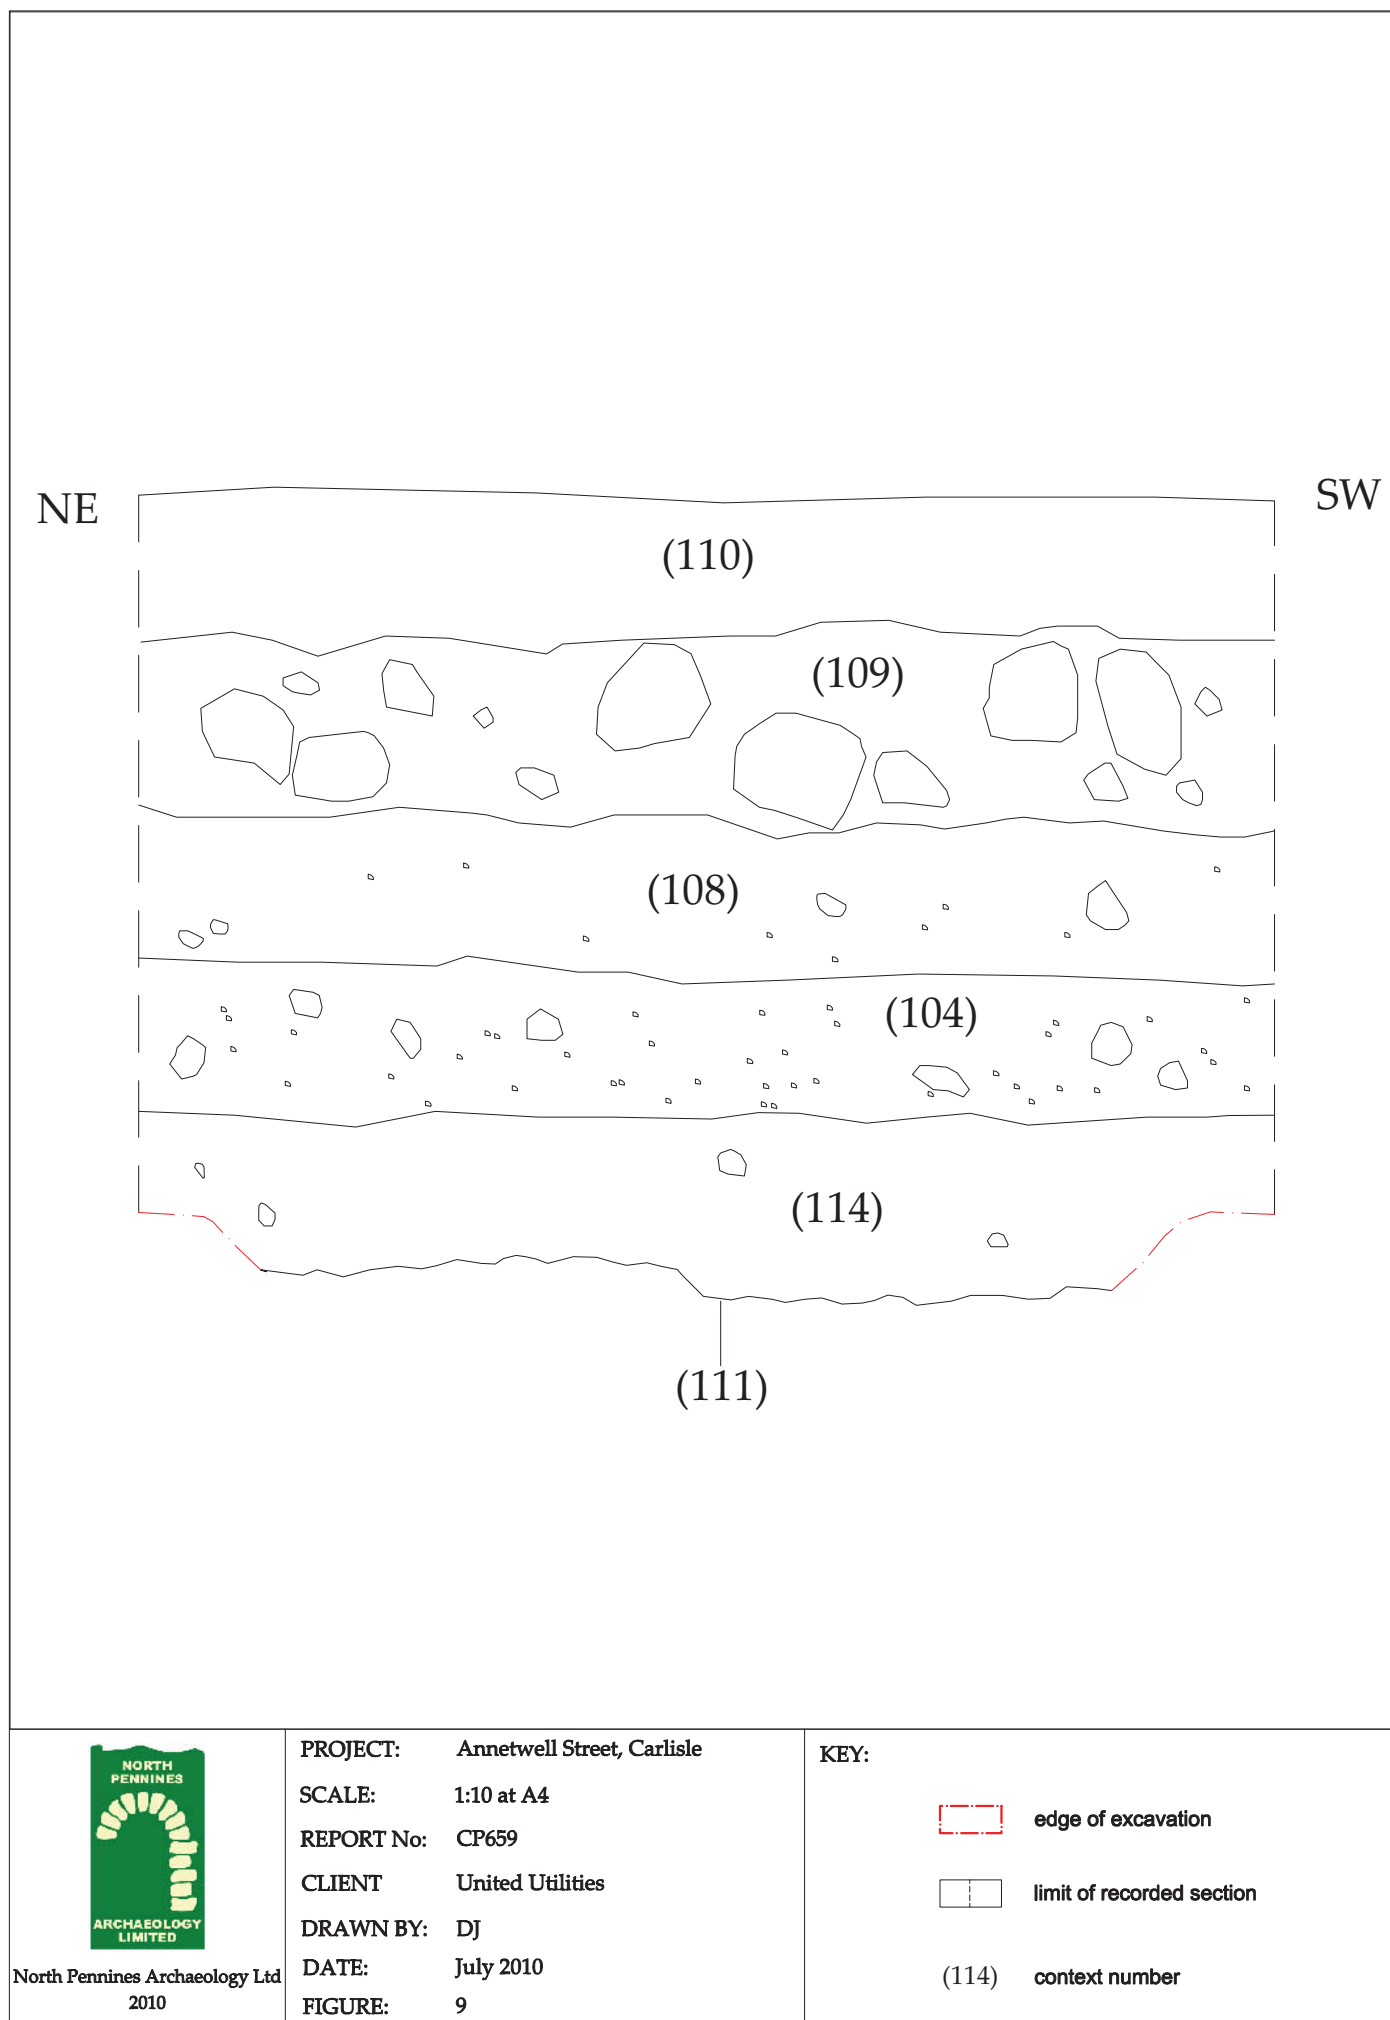 NE
SW
(110)
(109)
(108)
(104)
(114)
(111)
NORTH
PENNINES
ARCHAEOLOGY
LIMITED
North Pennines Archaeology Ltd
2010
PROJECT: Annetwell Street, Carlisle
SCALE: 1:10 at A4
REPORT No: CP659
CLIENT United Utilities
DRAWN BY: DJ
DATE: July 2010
FIGURE: 9
KEY:
edge of excavation
limit of recorded section
(114) context number